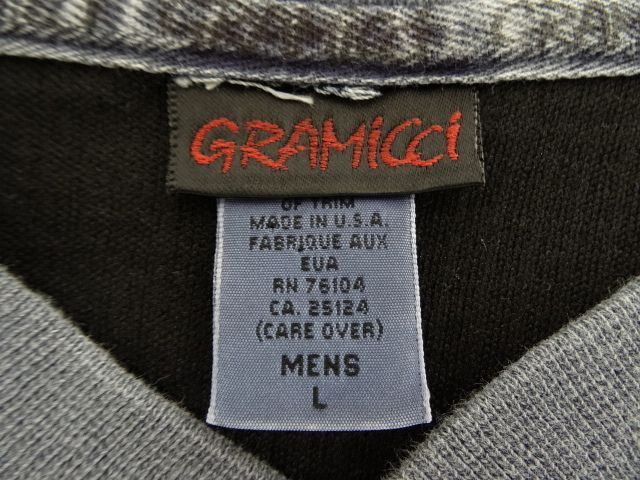 GRAMICCi
OF TRIM
MADE IN U.S.A.
FABRIQUE AUX
EUA
RN 76104
CA. 25124
(CARE OVER)
MENS
L